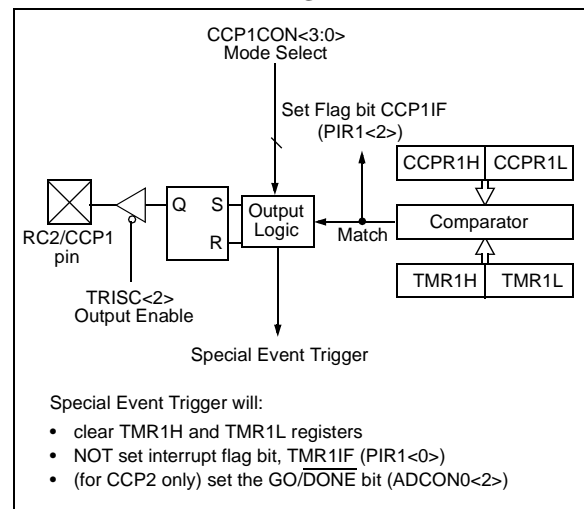 CCP1CON<3:0>
Mode Select
Set Flag bit CCP1IF
(PIR1<2>)
CCPR1H CCPR1L
Q S
R
Output
Logic
Match
Comparator
RC2/CCP1
pin
TRISC<2>
Output Enable
TMR1H TMR1L
Special Event Trigger
Special Event Trigger will:
• clear TMR1H and TMR1L registers
• NOT set interrupt flag bit, TMR1IF (PIR1<0>)
• (for CCP2 only) set the GO/DONE bit (ADCON0<2>)